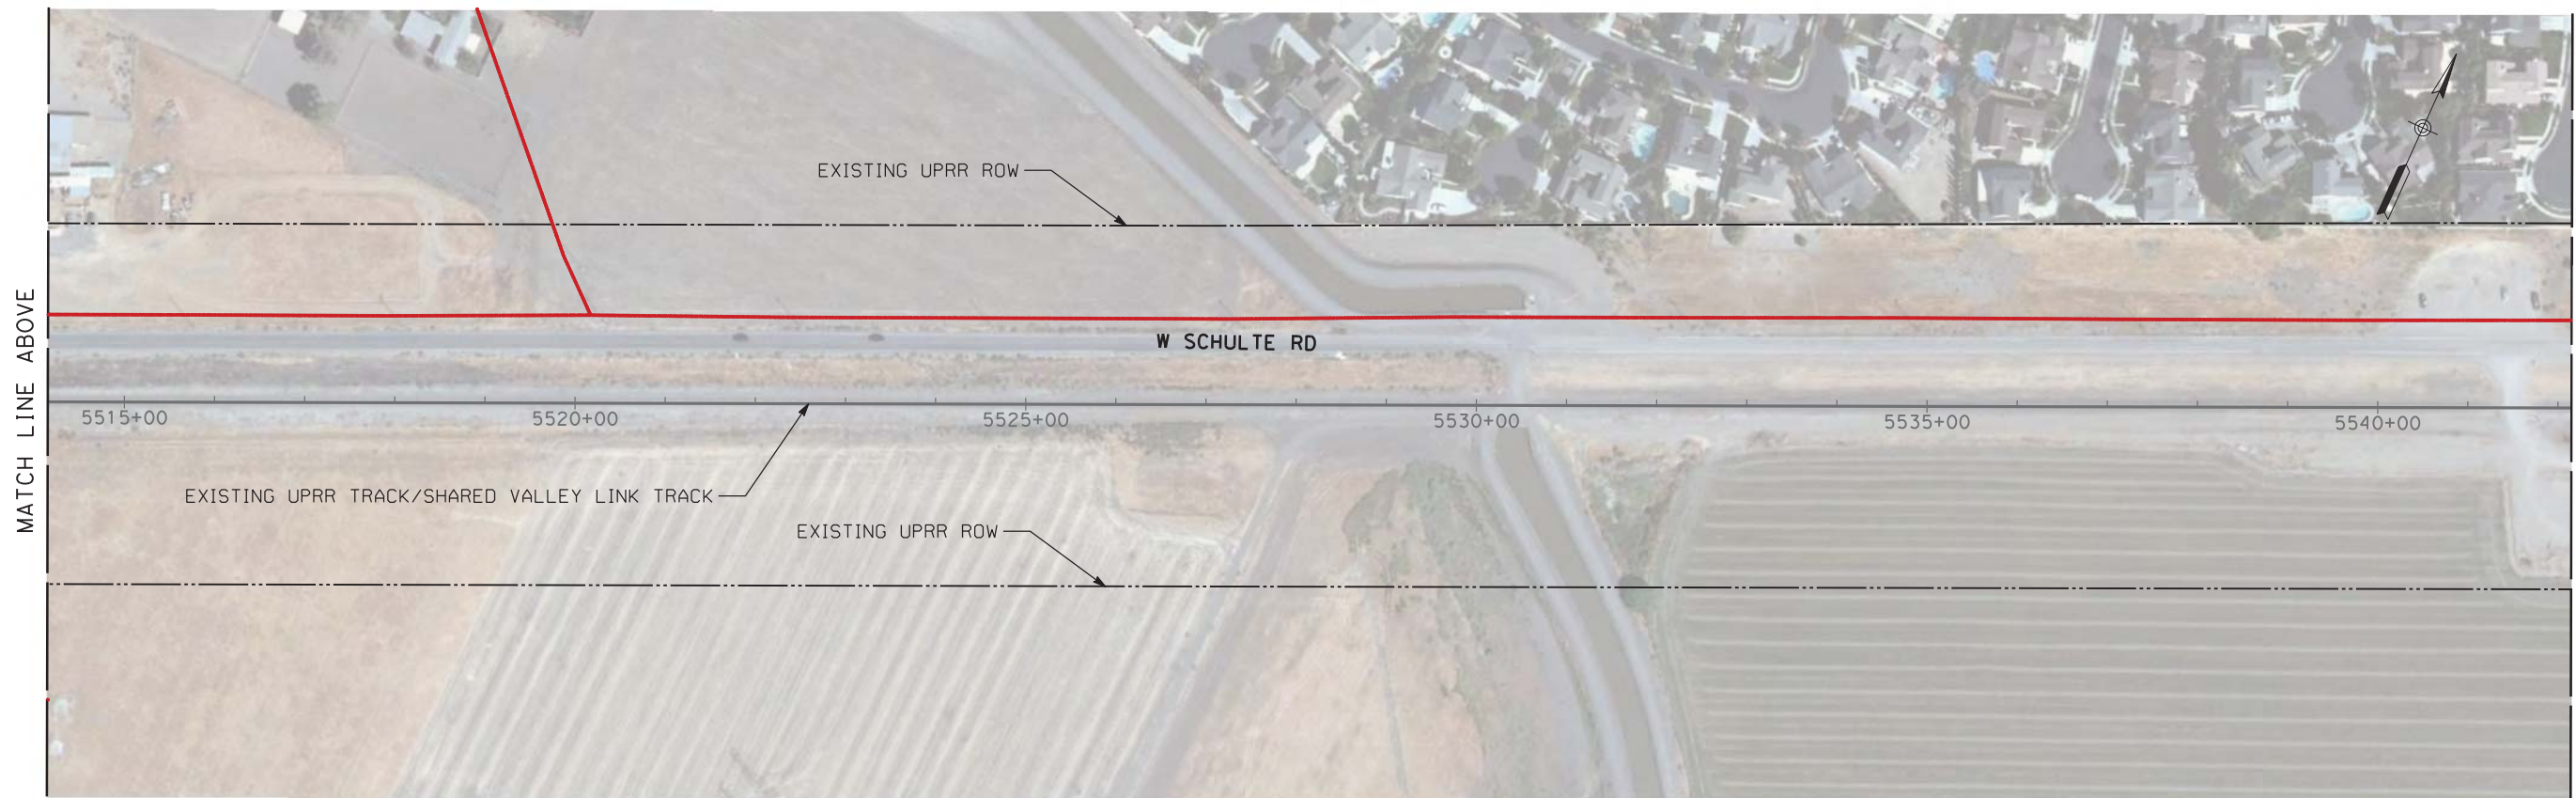 EXISTING UPRR ROW
MATCH LINE ABOVE
W SCHULTE RD
5515+00
5520+00
5525+00
5530+00
5535+00
5540+00
EXISTING UPRR TRACK/SHARED VALLEY LINK TRACK
EXISTING UPRR ROW